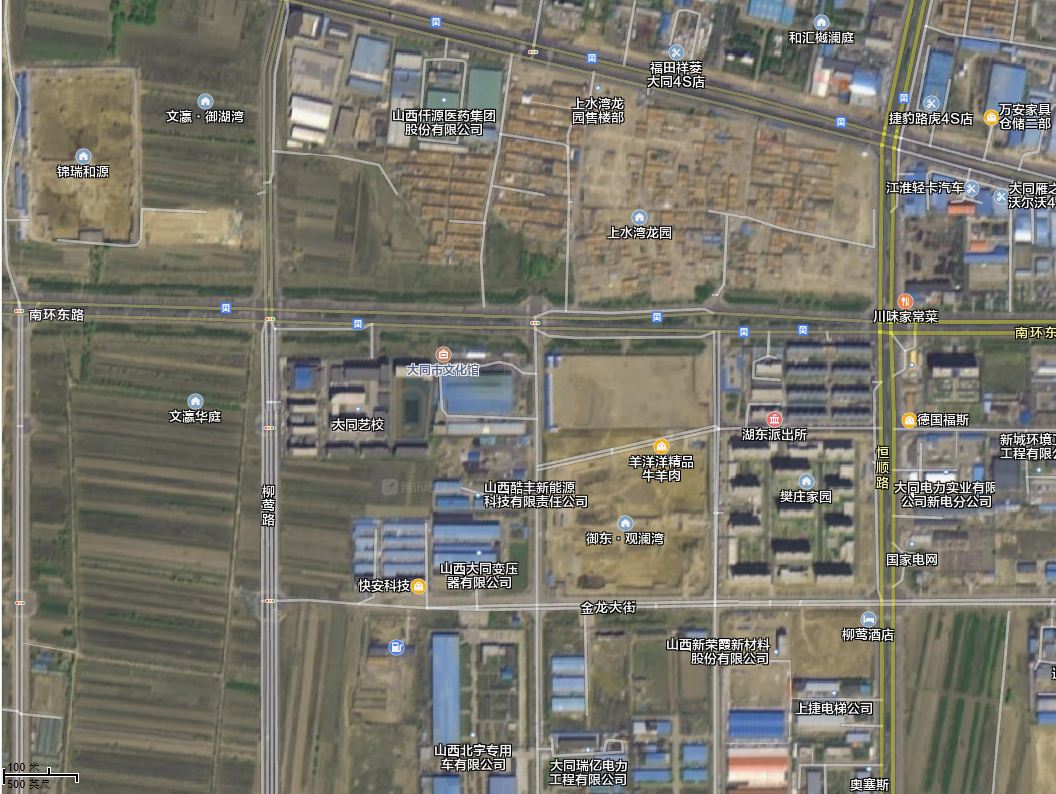 和汇樾澜庭
福田祥菱
大同4S店
文瀛·御湖湾
山西仟源医药集团
股份有限公司
上水湾龙
园售楼部
捷豹路虎4S店
万安家具
仓储二部
锦瑞和源
江淮轻卡汽车
大同雁之
沃尔沃4
上水湾龙园
南环东路
川味家常菜
南环东
大同市文化馆
文瀛华庭
大同艺校
湖东派出所
德国福斯
新城环境工
工程有限公
羊洋洋精品
牛羊肉
恒顺路
柳莺路
山西酷丰新能源
科技有限责任公司
樊庄家园
大同电力实业有限
公司新电分公司
御东·观澜湾
国家电网
山西大同变压
器有限公司
快安科技
金龙大街
柳莺酒店
山西新荣霞新材料
股份有限公司
上捷电梯公司
山西北宇专用
车有限公司
大同瑞亿电力
工程有限公司
奥塞斯
100 米
500 英尺